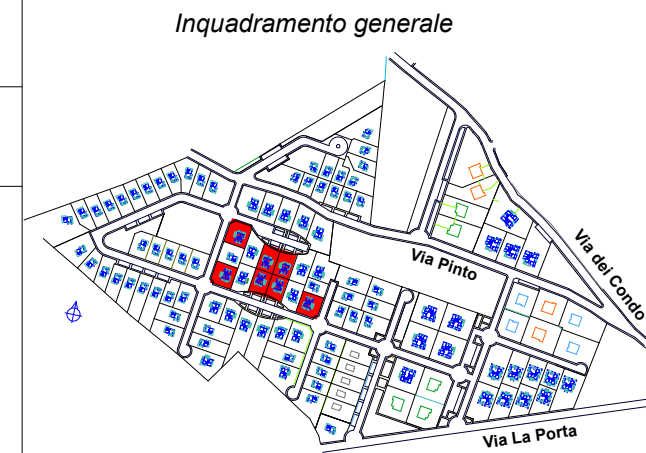 Inquadramento generale
Via Pinto
Via dei Condo
Via La Porta